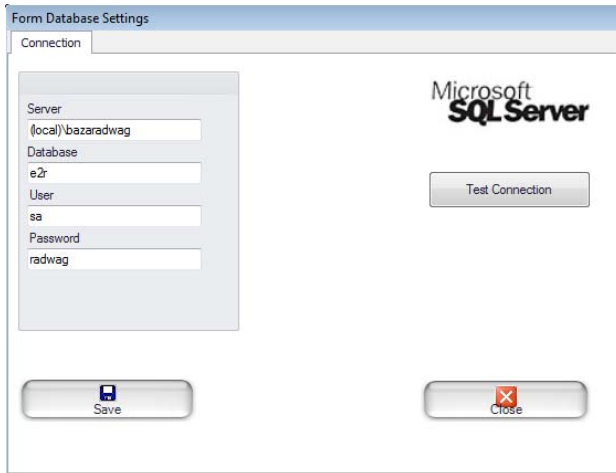 Form Database Settings
Connection
Server
(local)\bazaradwag
Database
e2r
User
sa
Password
radwag
Microsoft
SQL Server
Test Connection
Save
Close